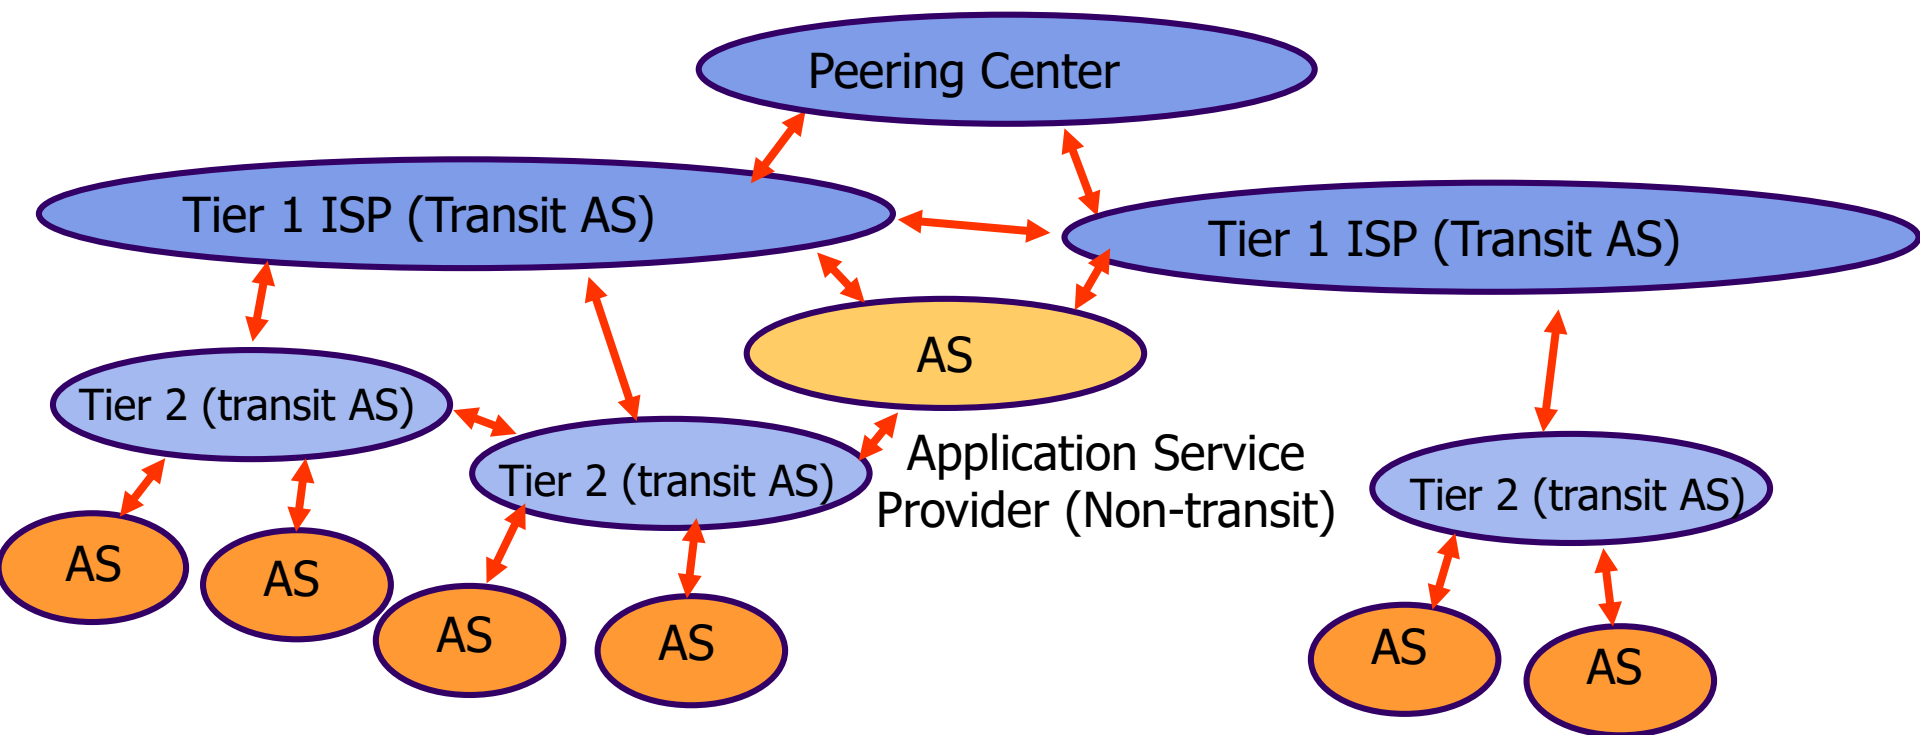 Peering Center
Tier 1 ISP (Transit AS)
Tier 1 ISP (Transit AS)
AS
Tier 2 (transit AS)
Tier 2 (transit AS)
Application Service
Provider (Non-transit)
Tier 2 (transit AS)
AS
AS
AS
AS
AS
AS